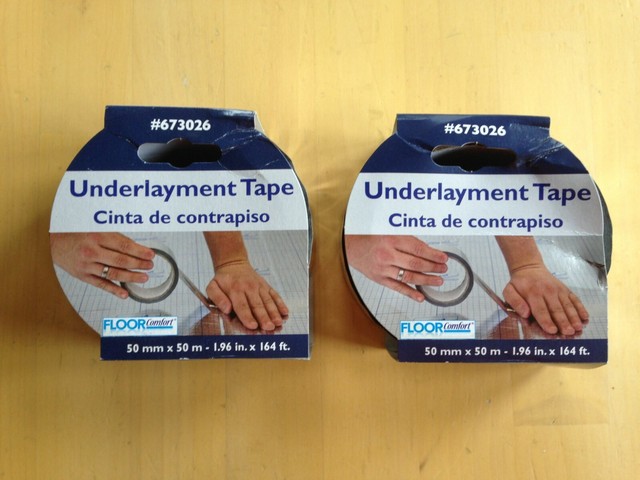 #673026
Underlayment Tape
Cinta de contrapiso
FLOOR Comfort
50 mm x 50 m - 1.96 in. x 164 ft.
#673026
Underlayment Tape
Cinta de contrapiso
FLOOR Comfort
50 mm x 50 m - 1.96 in. x 164 ft.